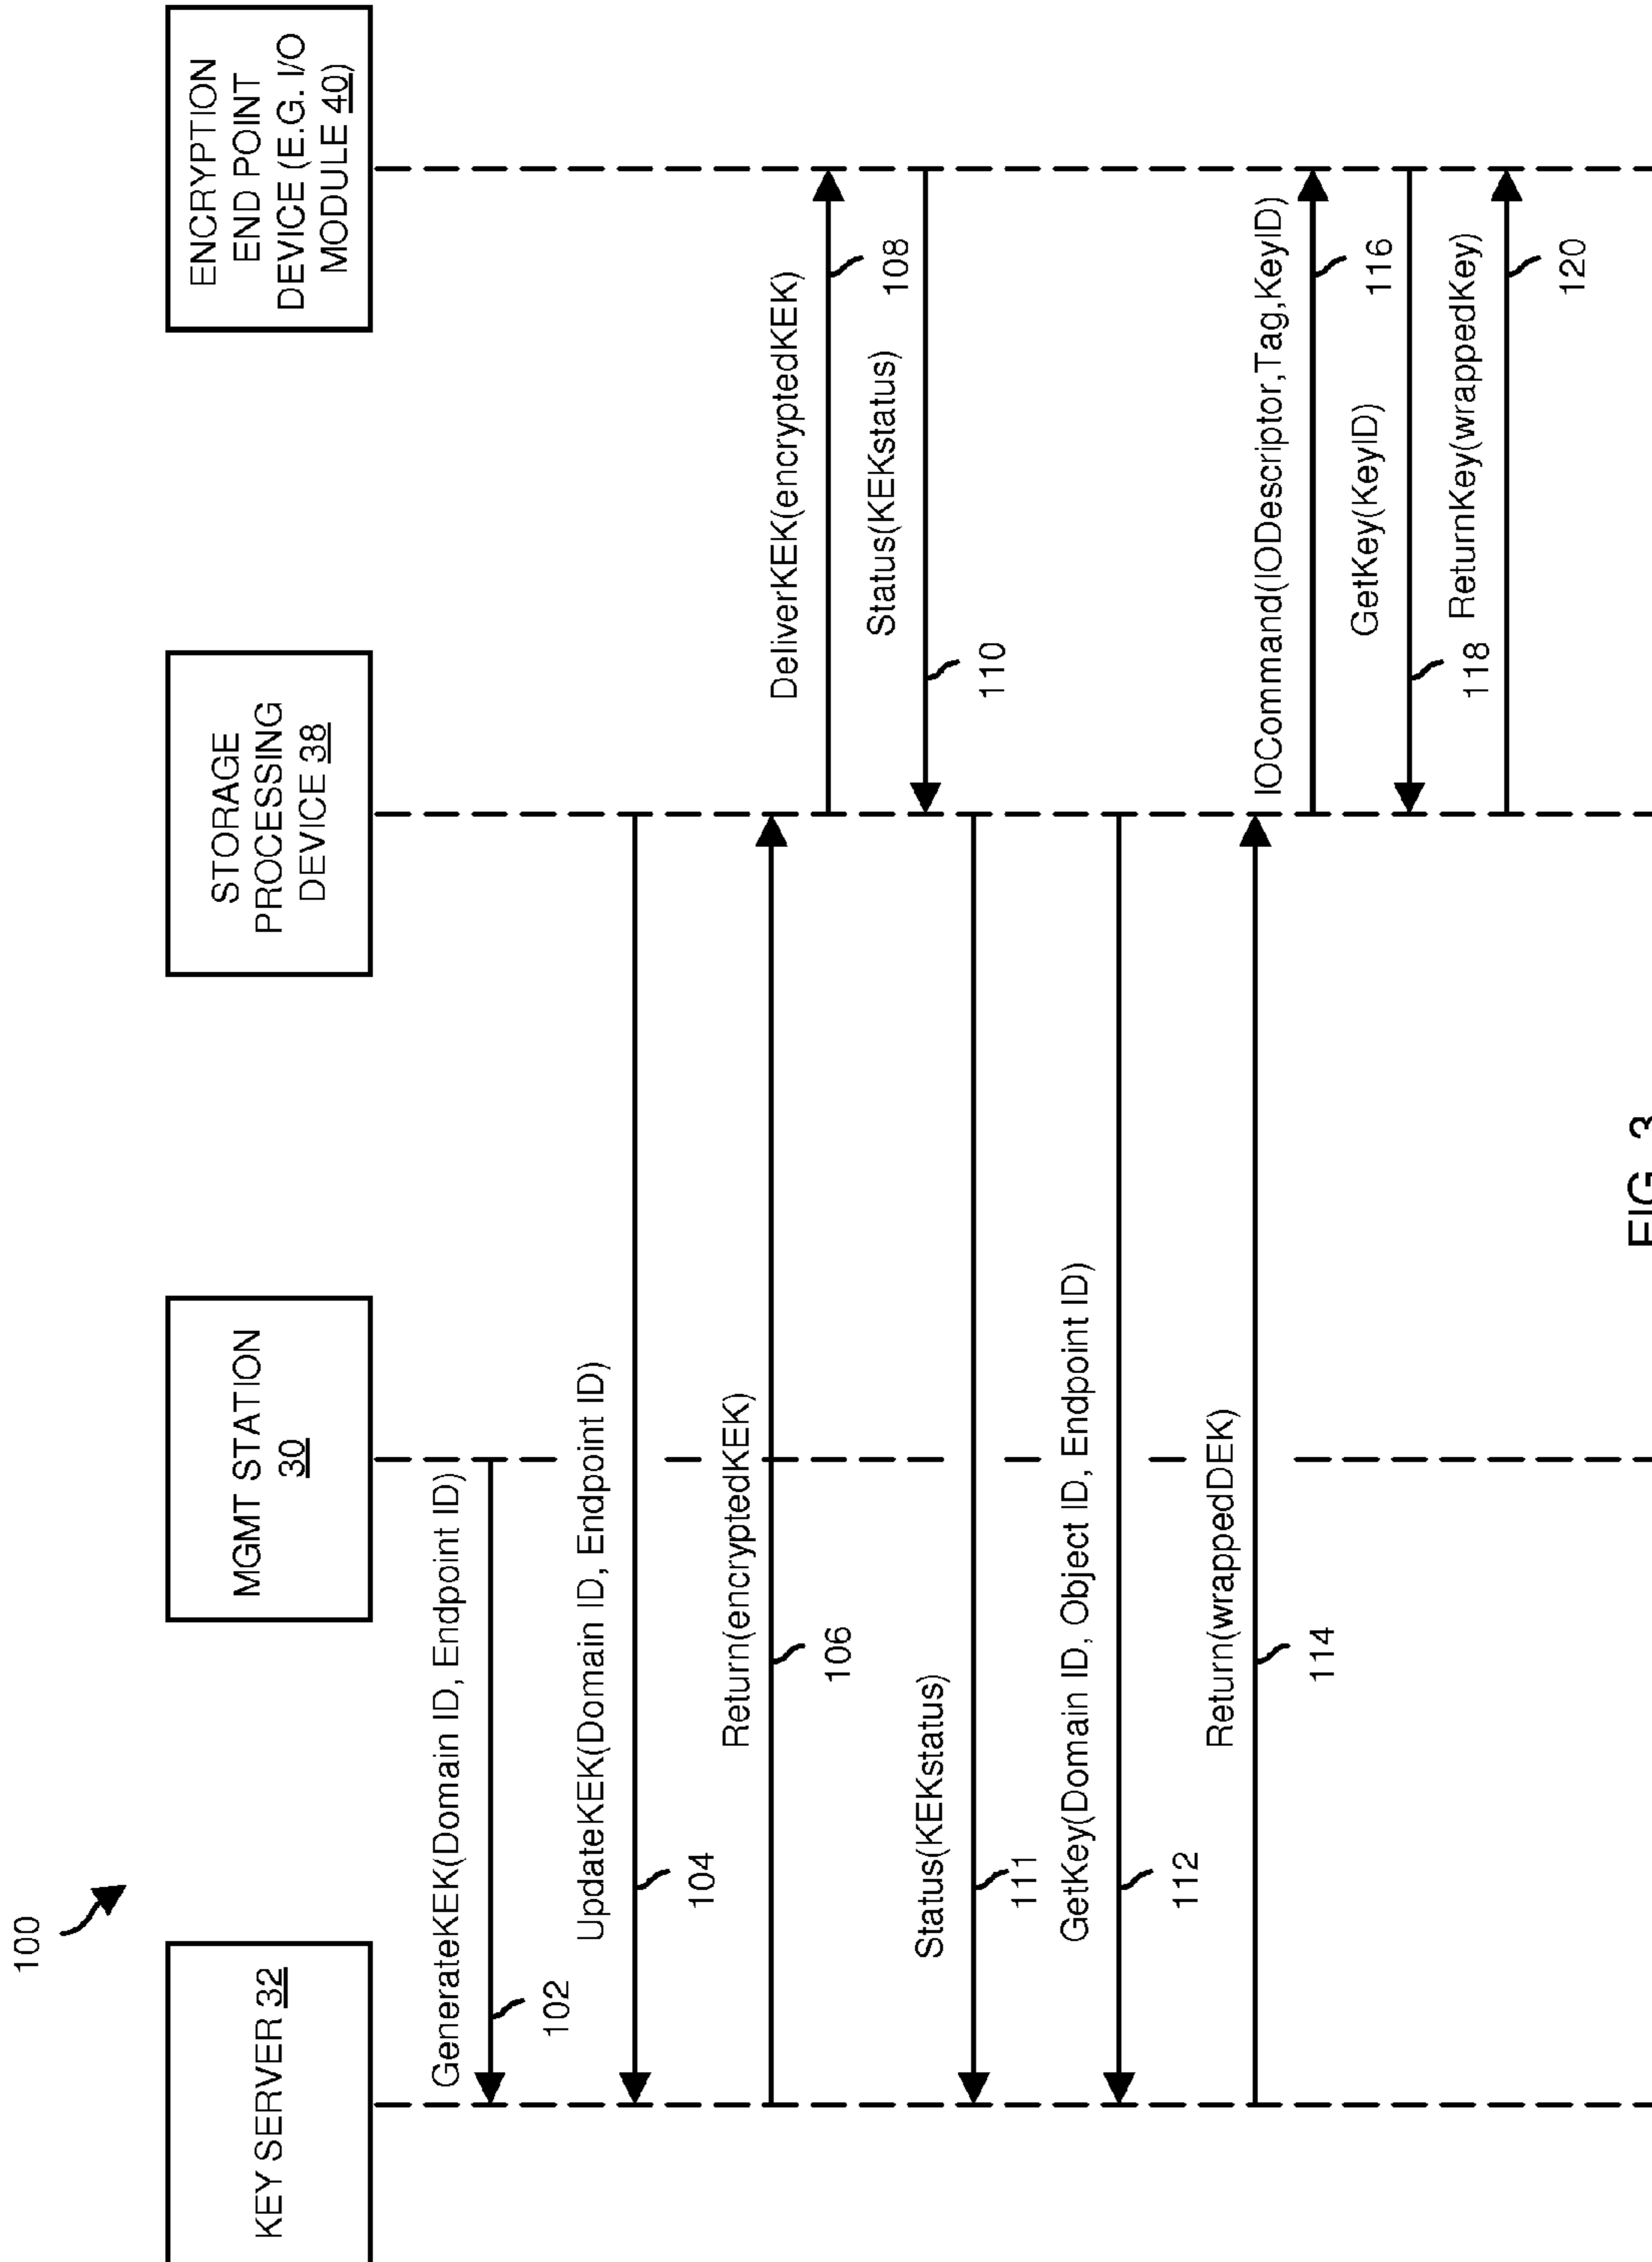 100
KEY SERVER 32
MGMT STATION
30
STORAGE
PROCESSING
DEVICE 38
ENCRYPTION
END POINT
DEVICE (E.G. I/O
MODULE 40)
GenerateKEK(Domain ID, Endpoint ID)
102
UpdateKEK(Domain ID, Endpoint ID)
104
Return(encryptedKEK)
106
DeliverKEK(encryptedKEK)
108
Status(KEKstatus)
110
Status(KEKstatus)
111
GetKey(Domain ID, Object ID, Endpoint ID)
112
Return(wrappedDEK)
114
IOCommand(IODescriptor,Tag,KeyID)
116
GetKey(KeyID)
118
ReturnKey(wrappedKey)
120
FIG. 3